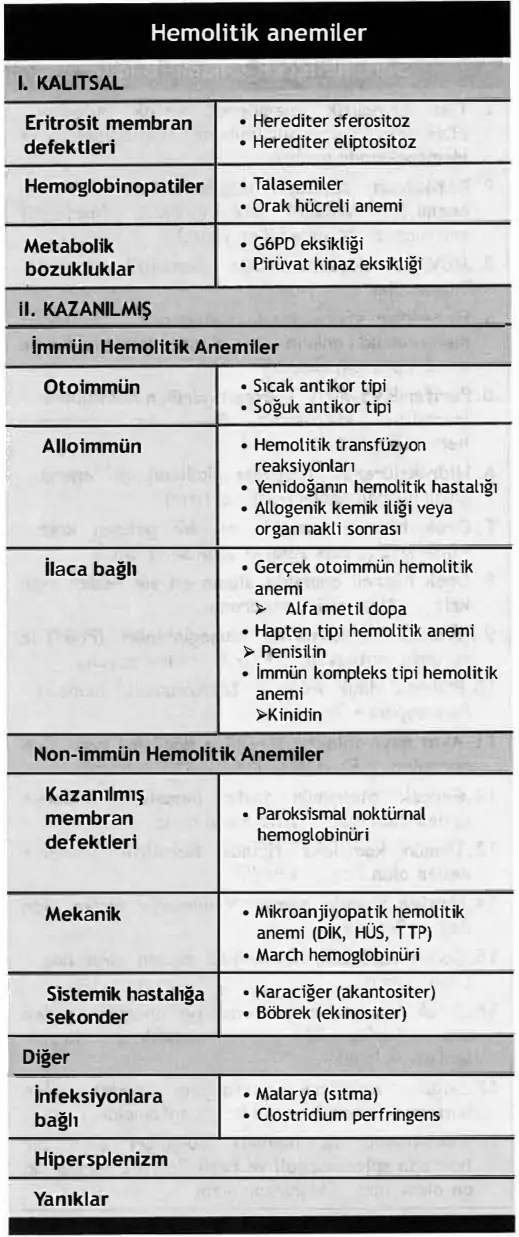 Hemolitik anemiler
I. KALITSAL
Eritrosit membran
defektleri
• Herediter sferositoz
• Herediter eliptositoz
Hemoglobinopatiler
• Talasemiler
• Orak hücreli anemi
Metabolik
bozukluklar
• G6PD eksikliği
• Pirüvat kinaz eksikliği
II. KAZANILMIŞ
İmmün Hemolitik Anemiler
Otoimmün
• Sıcak antikor tipi
• Soğuk antikor tipi
Alloimmün
• Hemolitik transfüzyon
reaksiyonları
• Yenidoğanın hemolitik hastalığı
• Allogenik kemik iliği veya
organ nakli sonrası
İlaca bağlı
• Gerçek otoimmün hemolitik
anemi
➢ Alfa metil dopa
• Hapten tipi hemolitik anemi
➢ Penisilin
• İmmün kompleks tipi hemolitik
anemi
➢Kinidin
Non-immün Hemolitik Anemiler
Kazanılmış
membran
defektleri
• Paroksismal noktürnal
hemoglobinüri
Mekanik
• Mikroanjiyopatik hemolitik
anemi (DİK, HÜS, TTP)
• March hemoglobinüri
Sistemik hastalığa
sekonder
• Karaciğer (akantositer)
• Böbrek (ekinositer)
Diğer
İnfeksiyonlara
bağlı
• Malarya (sıtma)
• Clostridium perfringens
Hipersplenizm
Yanıklar